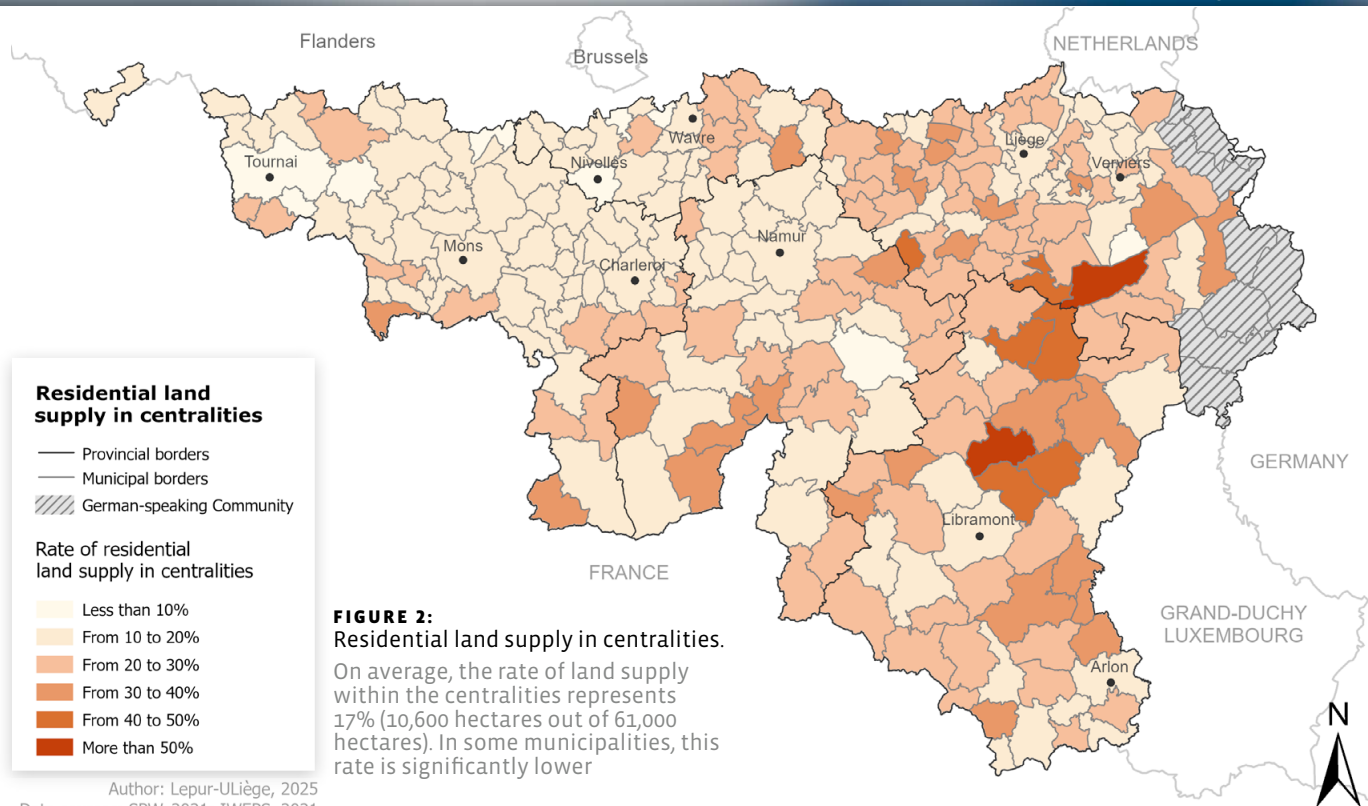 Flanders
Brussels
NETHERLANDS
Wavre
Liège
Tournai
Nivelles
Verviers
Mons
Namur
Charleroi
Residential land
supply in centralities
Provincial borders
Municipal borders
German-speaking Community
Rate of residential
land supply in centralities
Less than 10%
From 10 to 20%
From 20 to 30%
From 30 to 40%
From 40 to 50%
More than 50%
GERMANY
Libramont
FRANCE
GRAND-DUCHY
LUXEMBOURG
Arlon
N
FIGURE 2:
Residential land supply in centralities.
On average, the rate of land supply
within the centralities represents
17% (10,600 hectares out of 61,000
hectares). In some municipalities, this
rate is significantly lower
Author: Lepur-ULiège, 2025